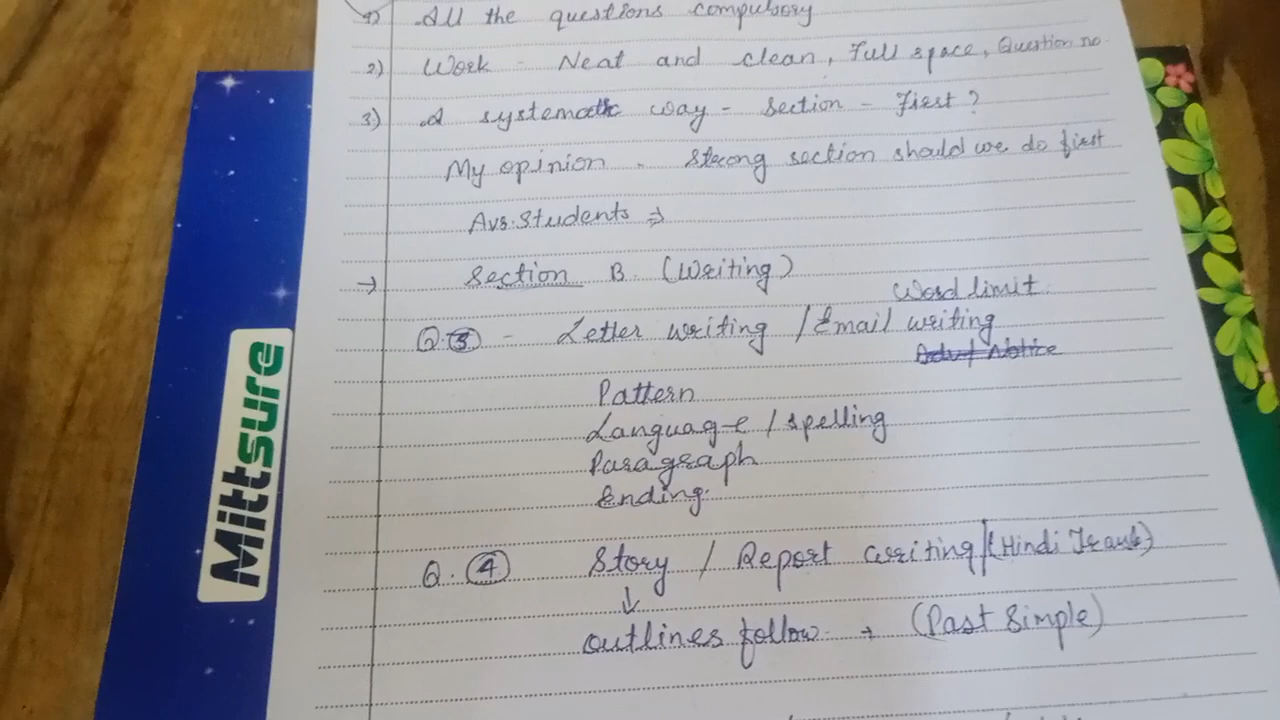 1) All the questions compulsory
2) Work - Neat and clean, Full space, Question no
3) A systematic way - Section - First?
My opinion - Strong section should we do first
Avg. Students ⇒
→ Section B. (Writing)
Word limit.
Q.③ - Letter writing / Email writing
Pattern
Language / spelling
Paragraph
Ending.
Q.④ Story / Report writing / (Hindi Trans)
↓
outlines follow. → (Past Simple)
Mittsure